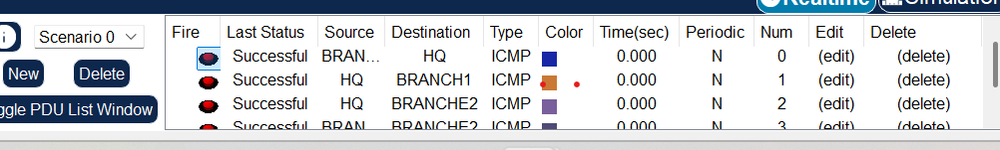 Realtime Simulation
Scenario 0
Fire Last Status Source Destination Type Color Time(sec) Periodic Num Edit Delete
Successful BRAN... HQ ICMP 0.000 N 0 (edit) (delete)
New Delete
Successful HQ BRANCH1 ICMP 0.000 N 1 (edit) (delete)
Successful HQ BRANCHE2 ICMP 0.000 N 2 (edit) (delete)
ggle PDU List Window
Successful BRAN... BRANCHE2 ICMP 0.000 N 3 (edit) (delete)